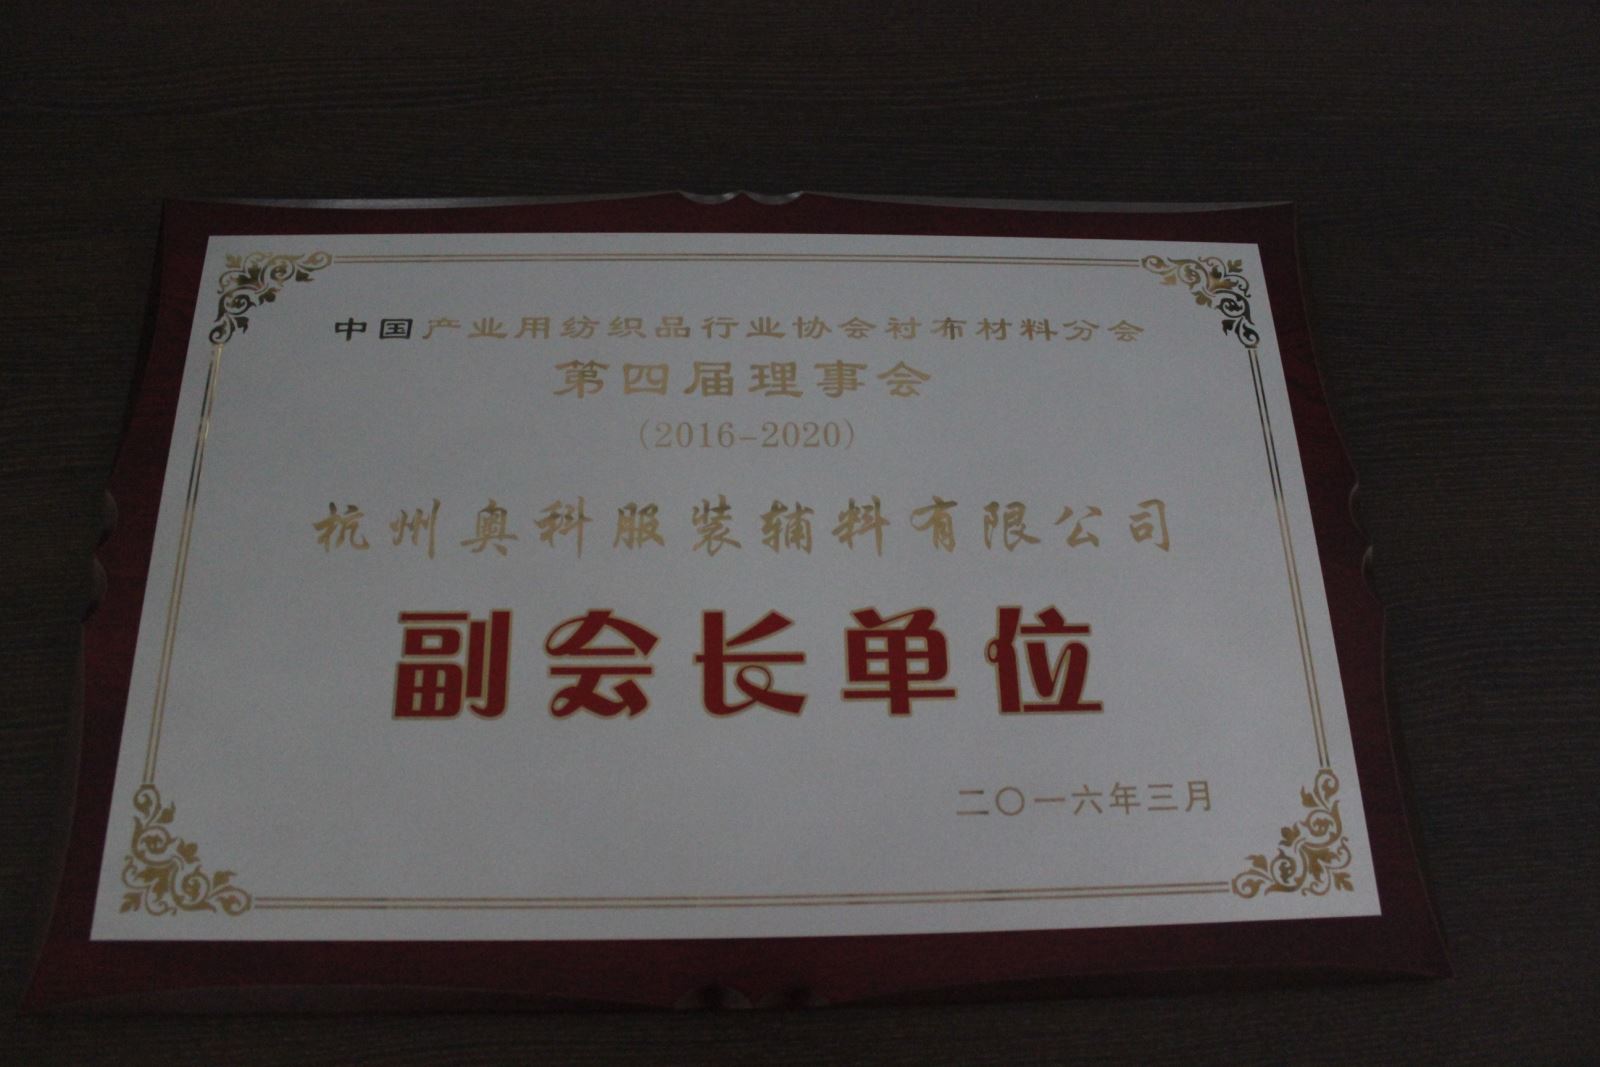 中国产业用纺织品行业协会衬布材料分会
第四届理事会
(2016-2020)
杭州奥科服装辅料有限公司
副会长单位
二〇一六年三月